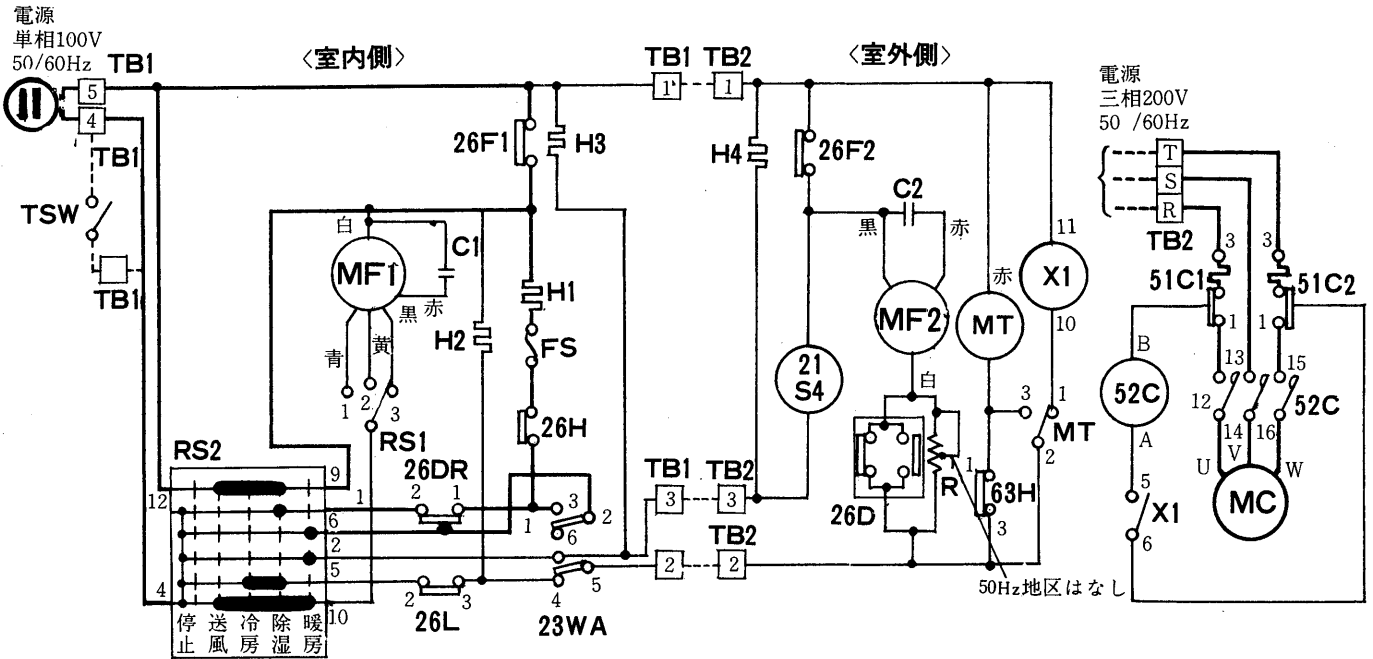 電源
単相100V
50/60Hz
TB1
〈室内側〉
TB1
TB2
〈室外側〉
電源
三相200V
50 /60Hz
5
4
1
1
TB1
26F1
H3
H4
26F2
C2
T
S
R
TB2
TSW
TB1
白
MF1
C1
黒
赤
H1
H2
FS
青
黄
1
2
3
RS1
26H
黒
赤
MF2
赤
MT
11
X1
10
21
S4
白
26D
R
63H
1
3
3
1
2
MT
3
3
51C1
51C2
1
1
B
52C
A
13
15
12
52C
14
16
U
V
W
MC
5
X1
6
RS2
12
9
1
6
2
5
4
10
26DR
2
1
1
3
2
6
TB1
TB2
3
3
TB2
2
2
2
3
26L
4
5
23WA
50Hz地区はなし
停止
送風
冷房
除湿
暖房